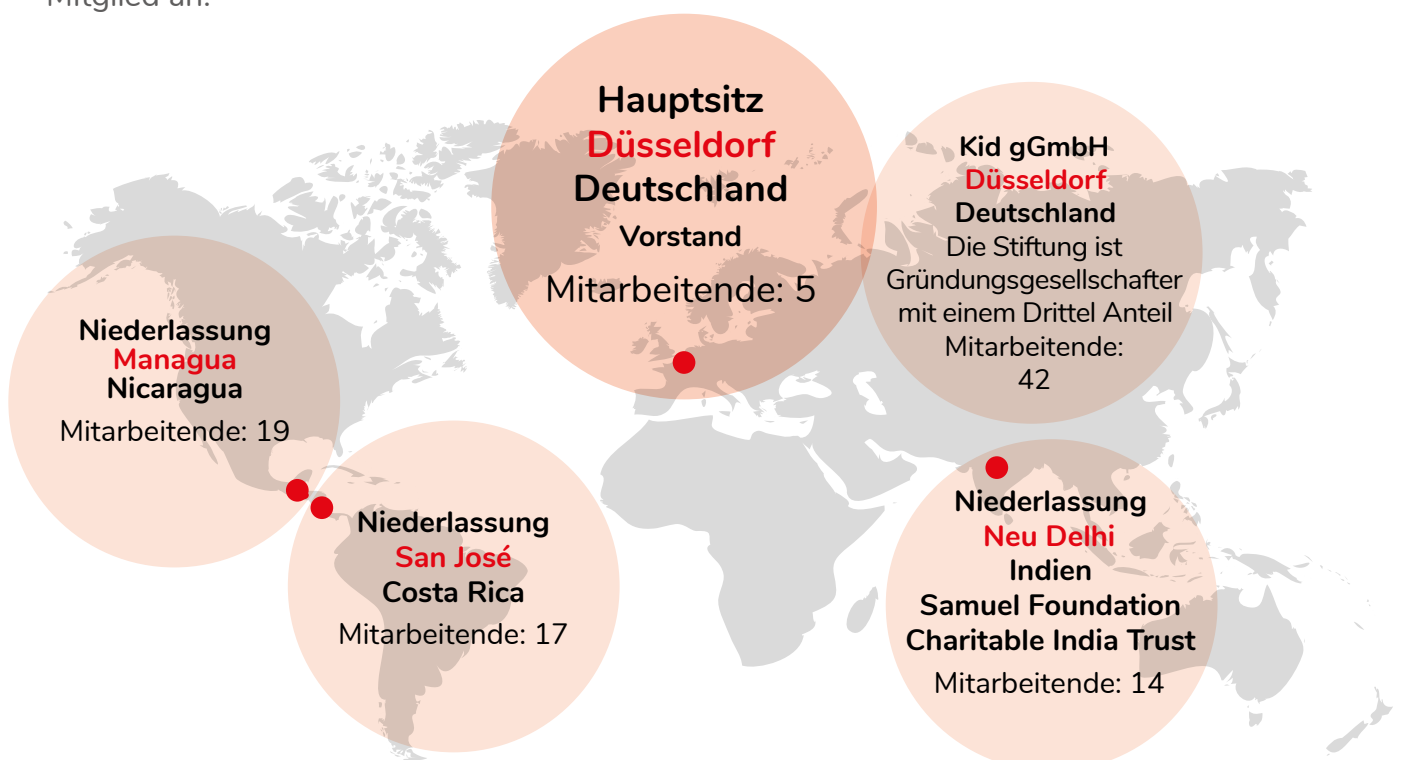 Mitglied an.
Hauptsitz
Düsseldorf
Deutschland
Vorstand
Mitarbeitende: 5
Kid gGmbH
Düsseldorf
Deutschland
Die Stiftung ist
Gründungsgesellschafter
mit einem Drittel Anteil
Mitarbeitende:
42
Niederlassung
Managua
Nicaragua
Mitarbeitende: 19
Niederlassung
San José
Costa Rica
Mitarbeitende: 17
Niederlassung
Neu Delhi
Indien
Samuel Foundation
Charitable India Trust
Mitarbeitende: 14